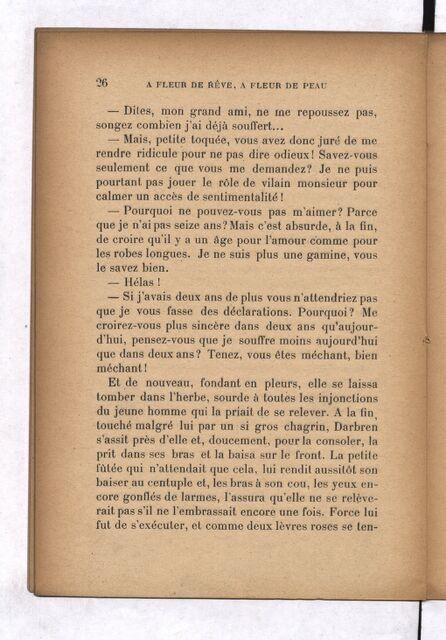 26 A FLEUR DE RÊVE, A FLEUR DE PEAU
— Dites, mon grand ami, ne me repoussez pas,
songez combien j'ai déjà souffert...
— Mais, petite toquée, vous avez donc juré de me
rendre ridicule pour ne pas dire odieux! Savez-vous
seulement ce que vous me demandez? Je ne puis
pourtant pas jouer le rôle de vilain monsieur pour
calmer un accès de sentimentalité!
— Pourquoi ne pouvez-vous pas m'aimer? Parce
que je n'ai pas seize ans? Mais c'est absurde, à la fin,
de croire qu'il y a un âge pour l'amour comme pour
les robes longues. Je ne suis plus une gamine, vous
le savez bien.
— Hélas!
— Si j'avais deux ans de plus vous n'attendriez pas
que je vous fasse des déclarations. Pourquoi? Me
croirez-vous plus sincère dans deux ans qu'aujour-
d'hui, pensez-vous que je souffre moins aujourd'hui
que dans deux ans? Tenez, vous êtes méchant, bien
méchant!
Et de nouveau, fondant en pleurs, elle se laissa
tomber dans l'herbe, sourde à toutes les injonctions
du jeune homme qui la priait de se relever. A la fin,
touché malgré lui par un si gros chagrin, Darbren
s'assit près d'elle et, doucement, pour la consoler, la
prit dans ses bras et la baisa sur le front. La petite
fûtée qui n'attendait que cela, lui rendit aussitôt son
baiser au centuple et, les bras à son cou, les yeux en-
core gonflés de larmes, l'assura qu'elle ne se relève-
rait pas s'il ne l'embrassait encore une fois. Force lui
fut de s'exécuter, et comme deux lèvres roses se ten-